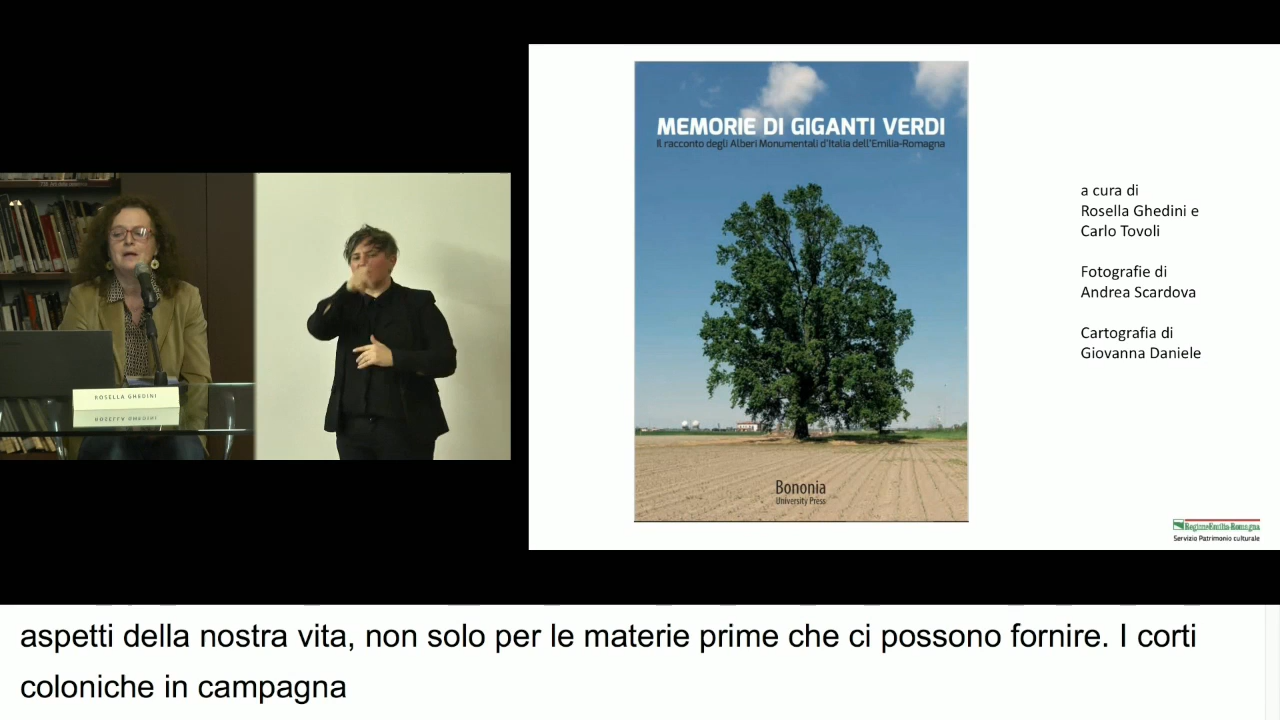 MEMORIE DI GIGANTI VERDI
Il racconto degli Alberi Monumentali d'Italia dell'Emilia-Romagna
Bononia
University Press
a cura di
Rosella Ghedini e
Carlo Tovoli
Fotografie di
Andrea Scardova
Cartografia di
Giovanna Daniele
RegioneEmilia-Romagna
Servizio Patrimonio culturale
ROSELLA GHEDINI
aspetti della nostra vita, non solo per le materie prime che ci possono fornire. I corti
coloniche in campagna